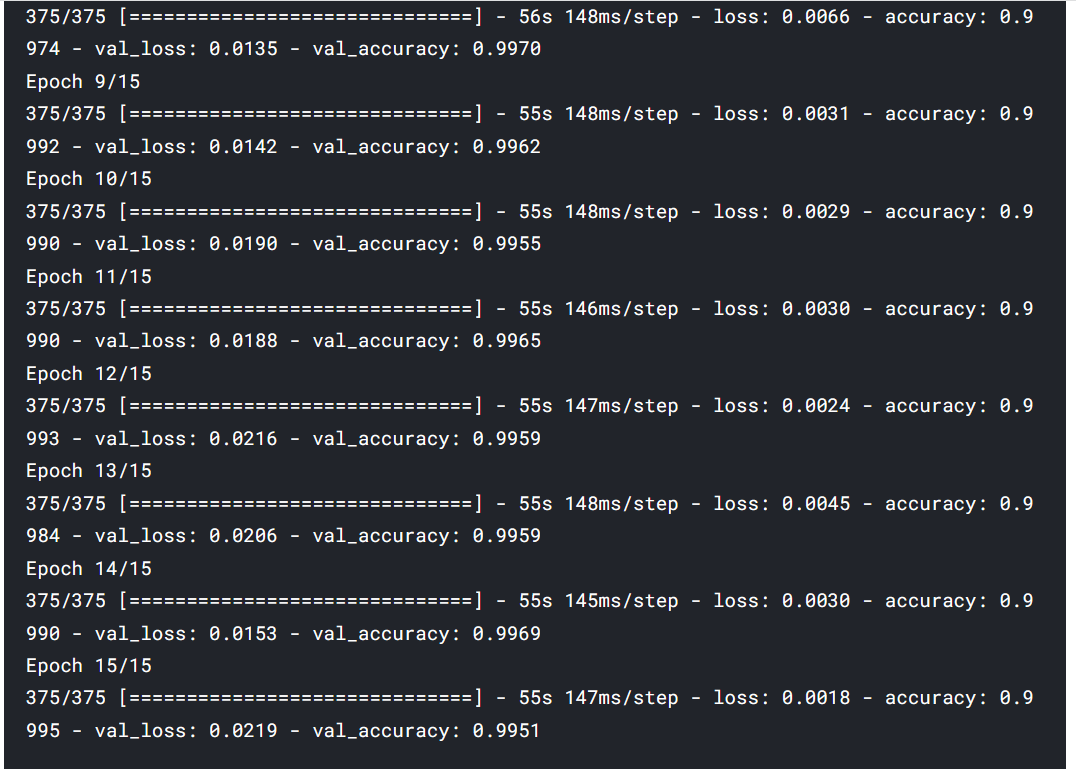 375/375 [==============================] - 56s 148ms/step - loss: 0.0066 - accuracy: 0.9
974 - val_loss: 0.0135 - val_accuracy: 0.9970
Epoch 9/15
375/375 [==============================] - 55s 148ms/step - loss: 0.0031 - accuracy: 0.9
992 - val_loss: 0.0142 - val_accuracy: 0.9962
Epoch 10/15
375/375 [==============================] - 55s 148ms/step - loss: 0.0029 - accuracy: 0.9
990 - val_loss: 0.0190 - val_accuracy: 0.9955
Epoch 11/15
375/375 [==============================] - 55s 146ms/step - loss: 0.0030 - accuracy: 0.9
990 - val_loss: 0.0188 - val_accuracy: 0.9965
Epoch 12/15
375/375 [==============================] - 55s 147ms/step - loss: 0.0024 - accuracy: 0.9
993 - val_loss: 0.0216 - val_accuracy: 0.9959
Epoch 13/15
375/375 [==============================] - 55s 148ms/step - loss: 0.0045 - accuracy: 0.9
984 - val_loss: 0.0206 - val_accuracy: 0.9959
Epoch 14/15
375/375 [==============================] - 55s 145ms/step - loss: 0.0030 - accuracy: 0.9
990 - val_loss: 0.0153 - val_accuracy: 0.9969
Epoch 15/15
375/375 [==============================] - 55s 147ms/step - loss: 0.0018 - accuracy: 0.9
995 - val_loss: 0.0219 - val_accuracy: 0.9951